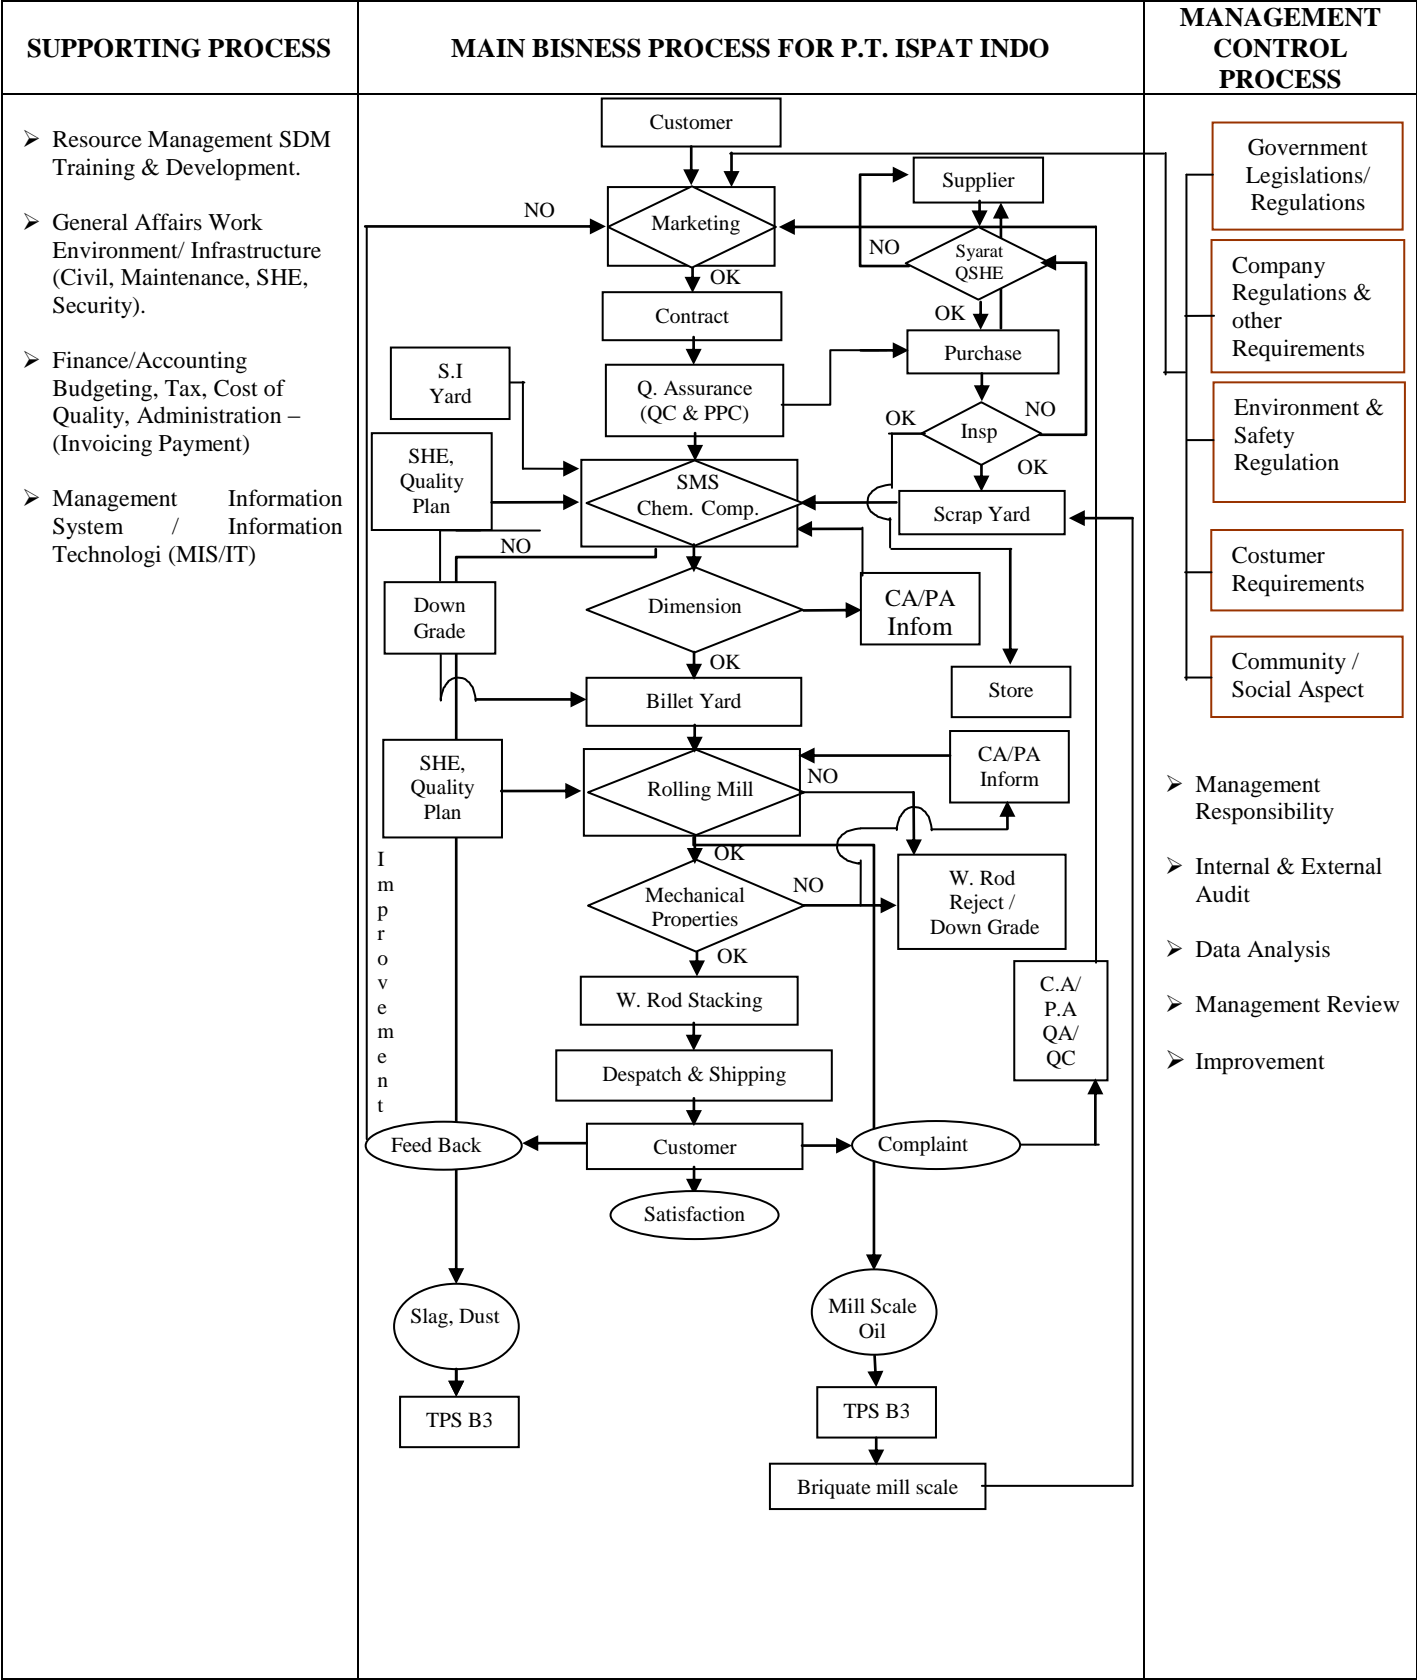 SUPPORTING PROCESS
MAIN BISNESS PROCESS FOR P.T. ISPAT INDO
MANAGEMENT
CONTROL
PROCESS
➢ Resource Management SDM
Training & Development.
➢ General Affairs Work
Environment/ Infrastructure
(Civil, Maintenance, SHE,
Security).
➢ Finance/Accounting
Budgeting, Tax, Cost of
Quality, Administration –
(Invoicing Payment)
➢ Management Information
System / Information
Technologi (MIS/IT)
Customer
Supplier
NO
Marketing
NO
Syarat
QSHE
OK
Contract
OK
Purchase
S.I
Yard
Q. Assurance
(QC & PPC)
OK
Insp
NO
OK
SHE,
Quality
Plan
SMS
Chem. Comp.
Scrap Yard
NO
Down
Grade
Dimension
CA/PA
Infom
OK
Billet Yard
Store
SHE,
Quality
Plan
Rolling Mill
NO
CA/PA
Inform
OK
Improvement
Mechanical
Properties
NO
W. Rod
Reject /
Down Grade
OK
W. Rod Stacking
C.A/
P.A
QA/
QC
Despatch & Shipping
Feed Back
Customer
Complaint
Satisfaction
Slag, Dust
Mill Scale
Oil
TPS B3
TPS B3
Briquate mill scale
Government
Legislations/
Regulations
Company
Regulations &
other
Requirements
Environment &
Safety
Regulation
Costumer
Requirements
Community /
Social Aspect
➢ Management
Responsibility
➢ Internal & External
Audit
➢ Data Analysis
➢ Management Review
➢ Improvement